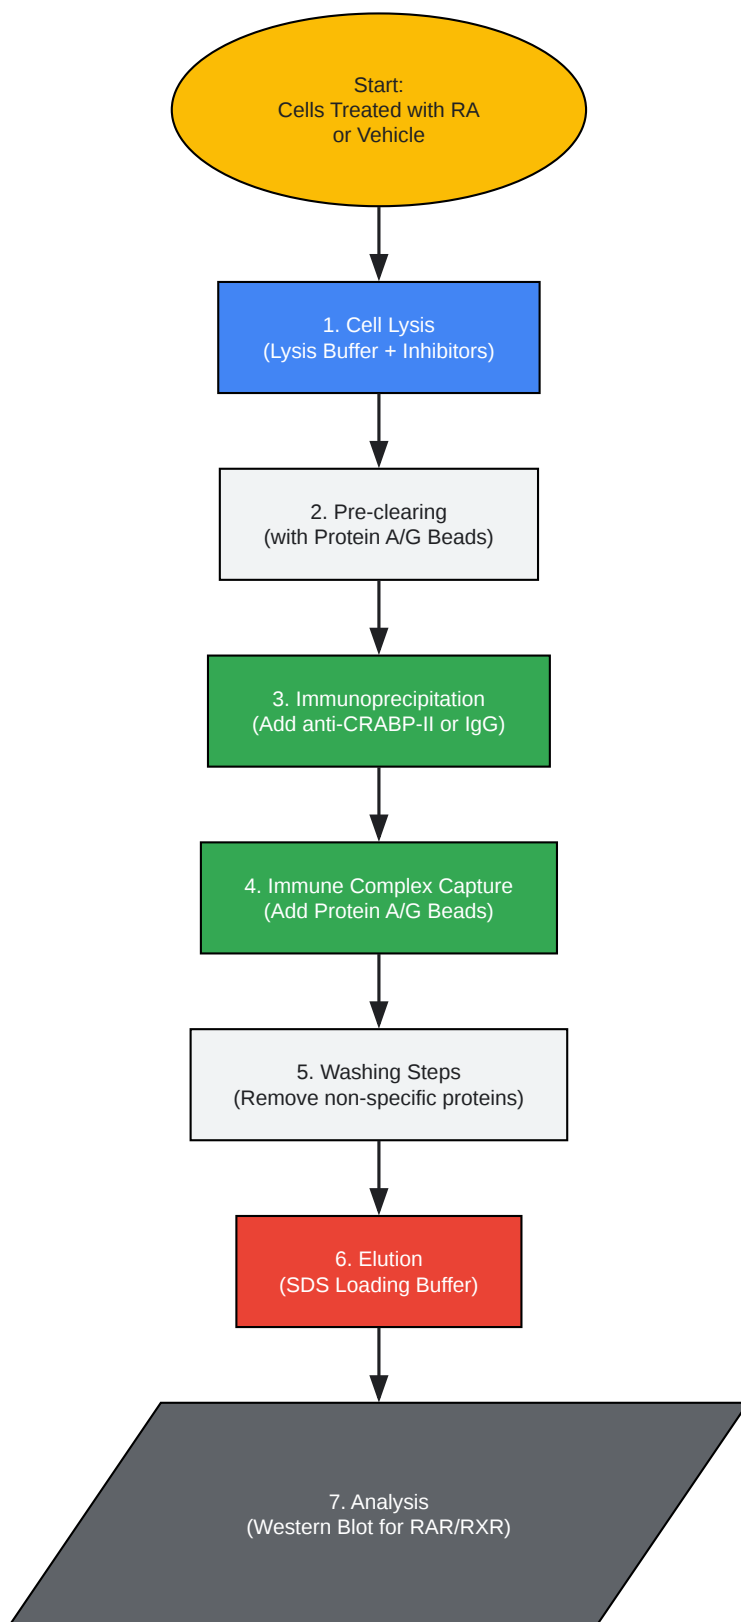 Start:
Cells Treated with RA
or Vehicle
1. Cell Lysis
(Lysis Buffer + Inhibitors)
2. Pre-clearing
(with Protein A/G Beads)
3. Immunoprecipitation
(Add anti-CRABP-II or IgG)
4. Immune Complex Capture
(Add Protein A/G Beads)
5. Washing Steps
(Remove non-specific proteins)
6. Elution
(SDS Loading Buffer)
7. Analysis
(Western Blot for RAR/RXR)